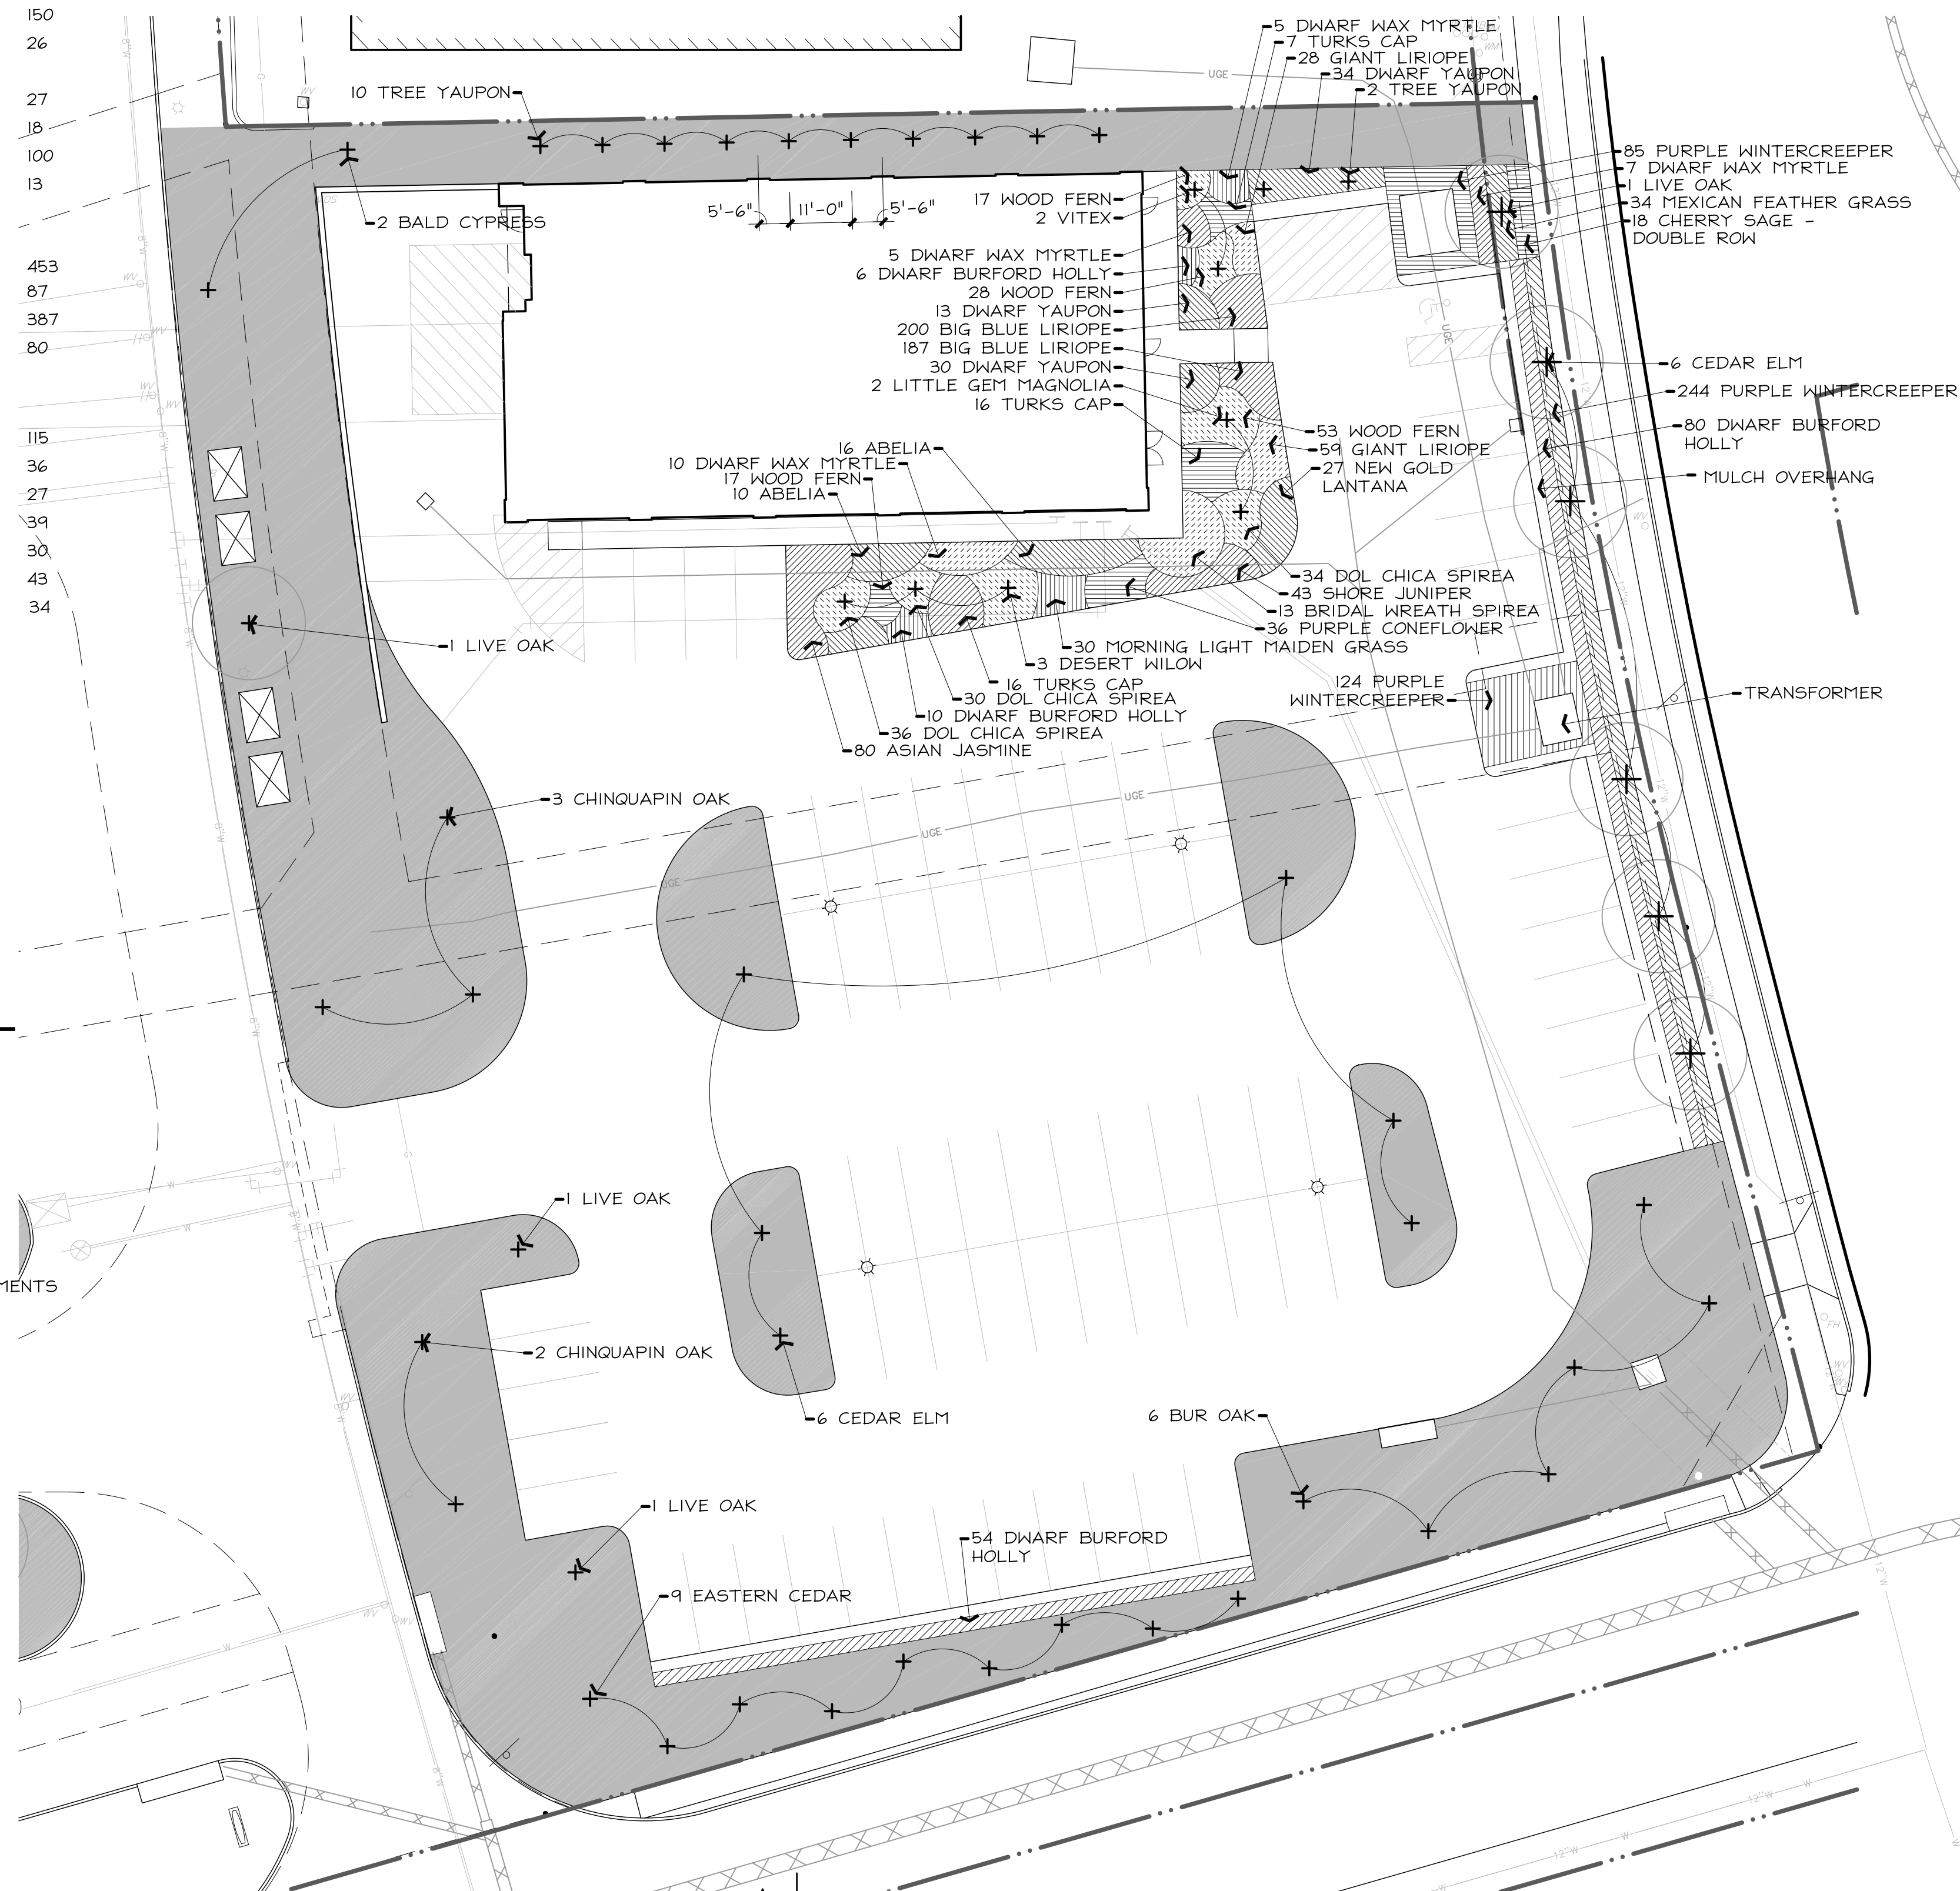 150
26
27
18
100
13
453
87
387
80
115
36
27
39
30
43
34
5 DWARF WAX MYRTLE
7 TURKS CAP
28 GIANT LIRIOPE
34 DWARF YAUPON
2 TREE YAUPON
UGE
10 TREE YAUPON
2 BALD CYPRESS
5'-6"
11'-0"
5'-6"
17 WOOD FERN
2 VITEX
5 DWARF WAX MYRTLE
6 DWARF BURFORD HOLLY
28 WOOD FERN
13 DWARF YAUPON
200 BIG BLUE LIRIOPE
187 BIG BLUE LIRIOPE
30 DWARF YAUPON
2 LITTLE GEM MAGNOLIA
16 TURKS CAP
85 PURPLE WINTERCREEPER
7 DWARF WAX MYRTLE
1 LIVE OAK
34 MEXICAN FEATHER GRASS
18 CHERRY SAGE -
DOUBLE ROW
UGE
6 CEDAR ELM
244 PURPLE WINTERCREEPER
80 DWARF BURFORD
HOLLY
MULCH OVERHANG
16 ABELIA
10 DWARF WAX MYRTLE
17 WOOD FERN
10 ABELIA
53 WOOD FERN
59 GIANT LIRIOPE
27 NEW GOLD
LANTANA
34 DOL CHICA SPIREA
43 SHORE JUNIPER
13 BRIDAL WREATH SPIREA
36 PURPLE CONEFLOWER
30 MORNING LIGHT MAIDEN GRASS
3 DESERT WILOW
16 TURKS CAP
30 DOL CHICA SPIREA
10 DWARF BURFORD HOLLY
36 DOL CHICA SPIREA
80 ASIAN JASMINE
124 PURPLE
WINTERCREEPER
TRANSFORMER
1 LIVE OAK
3 CHINQUAPIN OAK
UGE
UGE
UGE
1 LIVE OAK
MENTS
2 CHINQUAPIN OAK
6 CEDAR ELM
6 BUR OAK
FH
1 LIVE OAK
54 DWARF BURFORD
HOLLY
9 EASTERN CEDAR
WV
WV
W
W
W
8"W
8"W
8"W
12"W
12"W
12"W
12"W
W
W